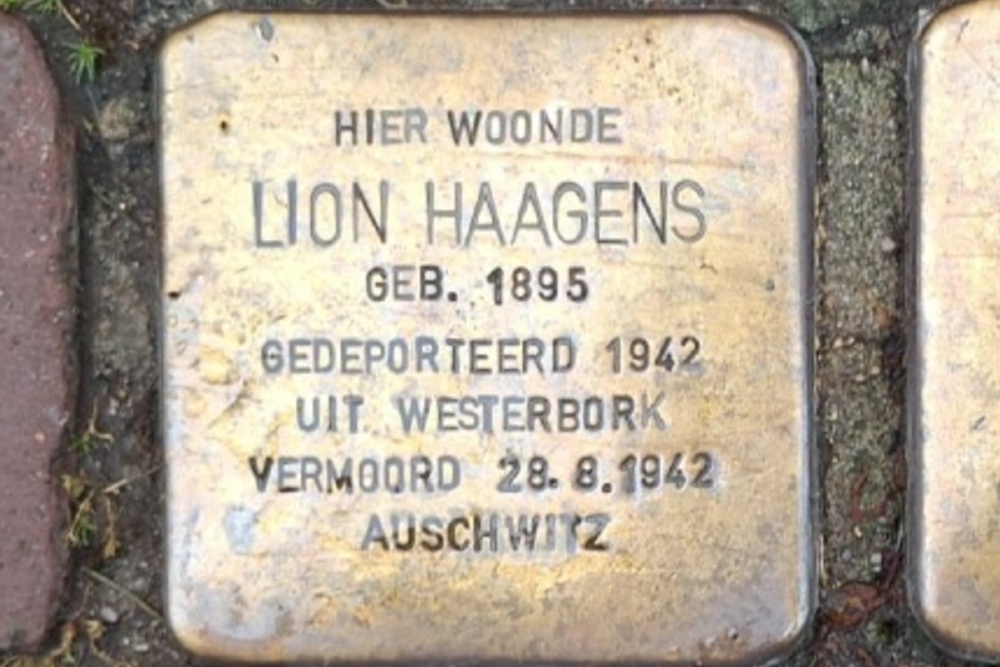 HIER WOONDE
LION HAAGENS
GEB. 1895
GEDEPORTEERD 1942
UIT WESTERBORK
VERMOORD 28.8.1942
AUSCHWITZ